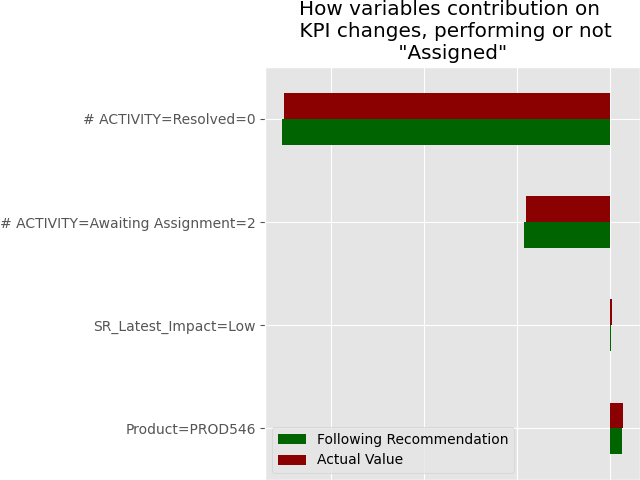 How variables contribution on
KPI changes, performing or not
"Assigned"
# ACTIVITY=Resolved=0
# ACTIVITY=Awaiting Assignment=2
SR_Latest_Impact=Low
Product=PROD546
Following Recommendation
Actual Value